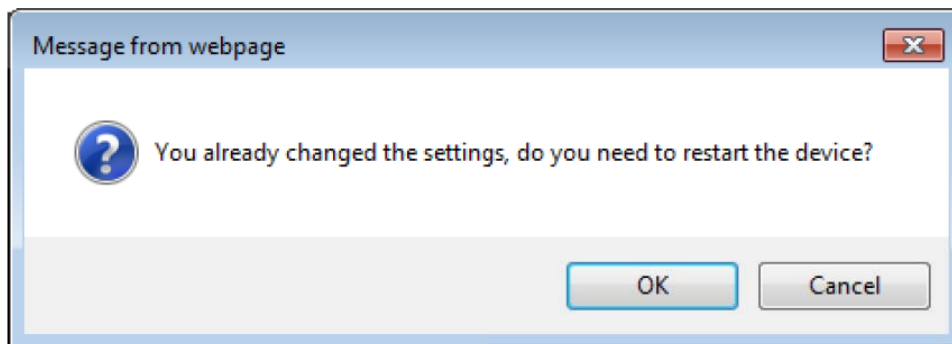 Message from webpage
You already changed the settings, do you need to restart the device?
OK
Cancel